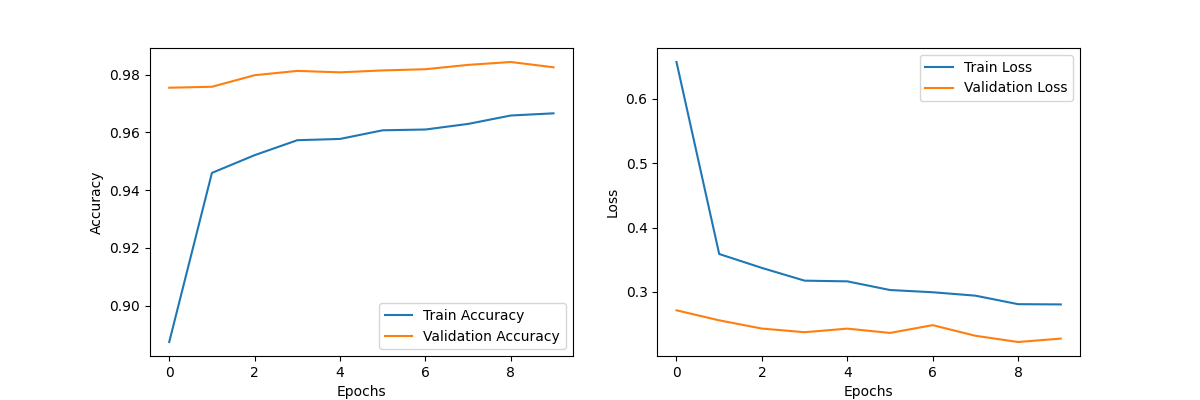 Accuracy
0.98
0.96
0.94
0.92
0.90
0 2 4 6 8
Epochs
Train Accuracy
Validation Accuracy
Loss
0.6
0.5
0.4
0.3
0 2 4 6 8
Epochs
Train Loss
Validation Loss